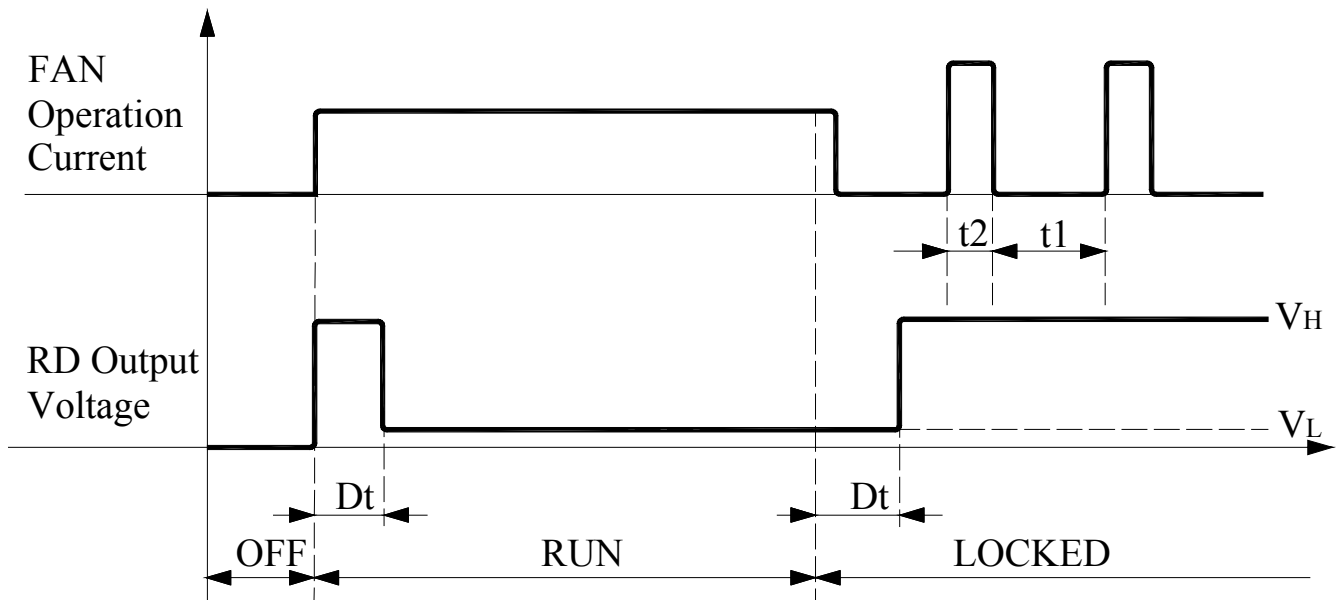 FAN
Operation
Current
t2
t1
VH
RD Output
Voltage
VL
Dt
Dt
OFF
RUN
LOCKED